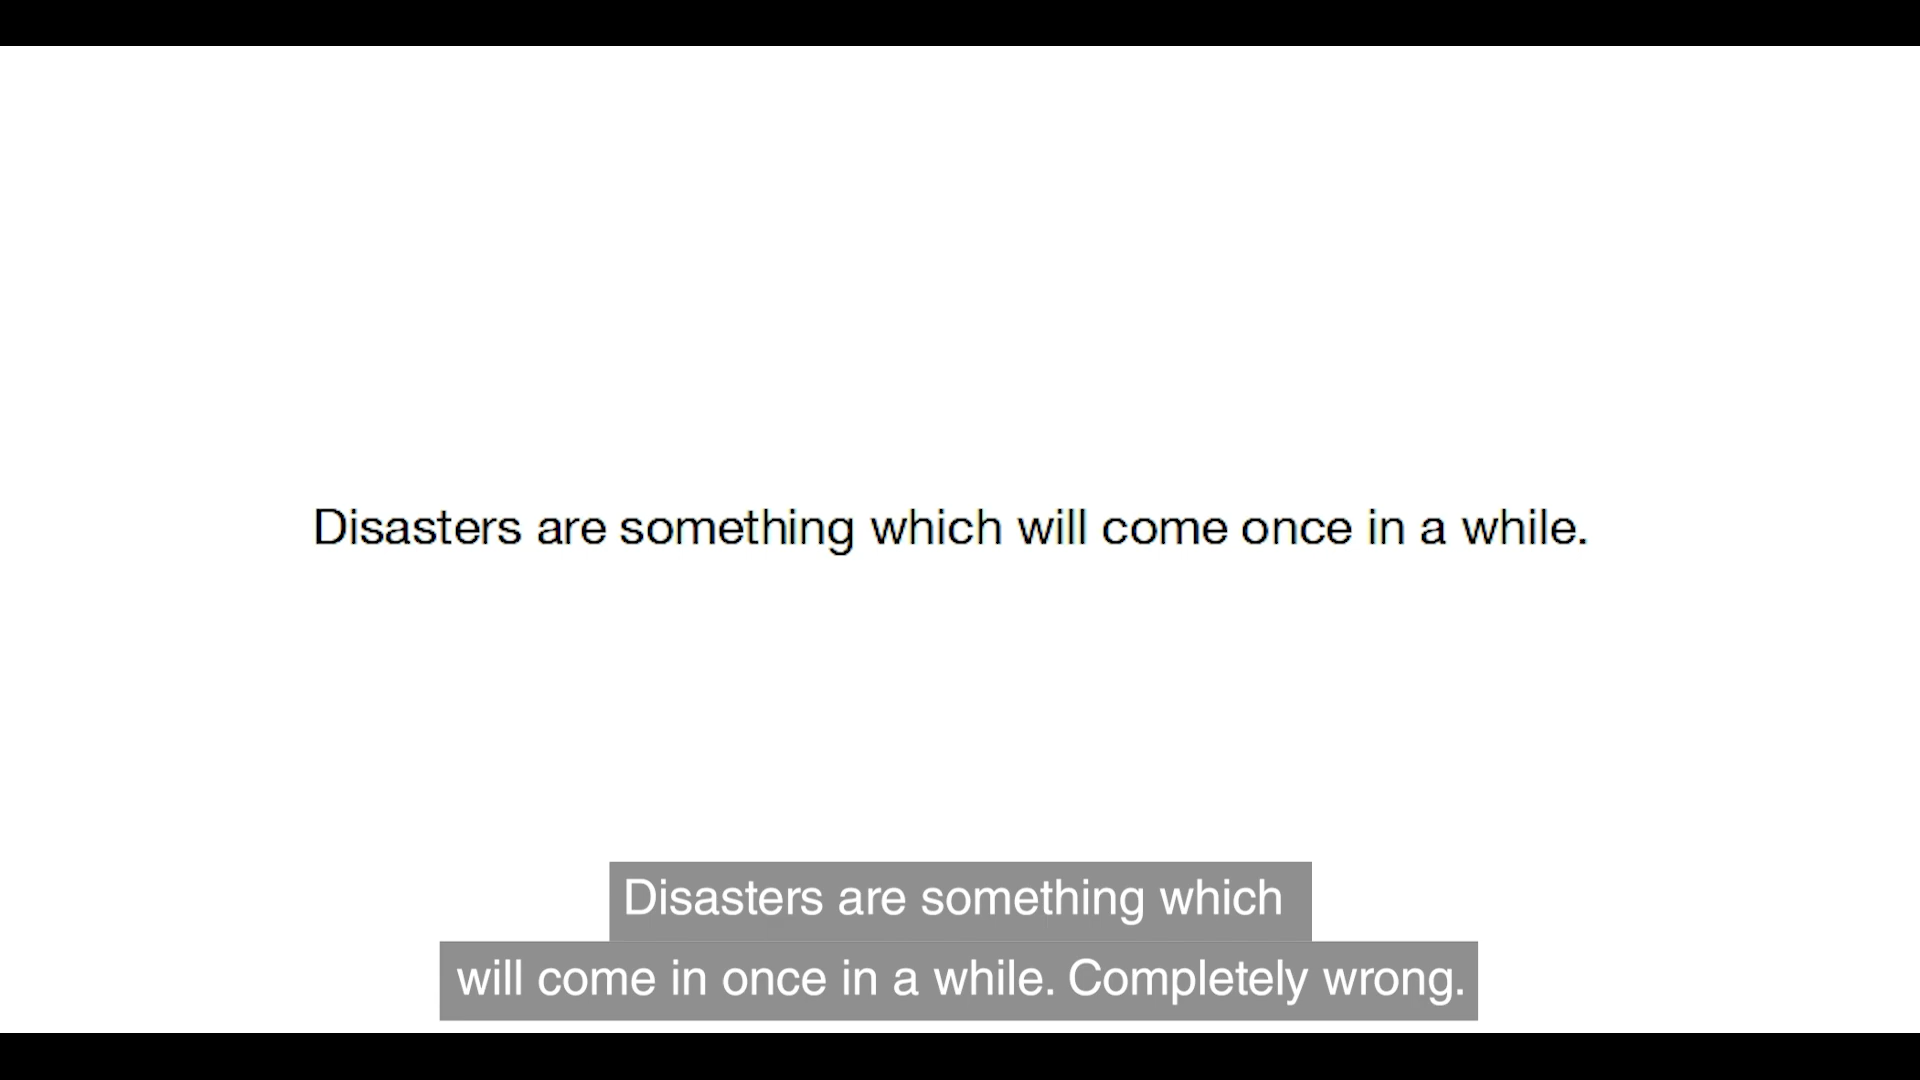 Disasters are something which will come once in a while.
Disasters are something which
will come in once in a while. Completely wrong.